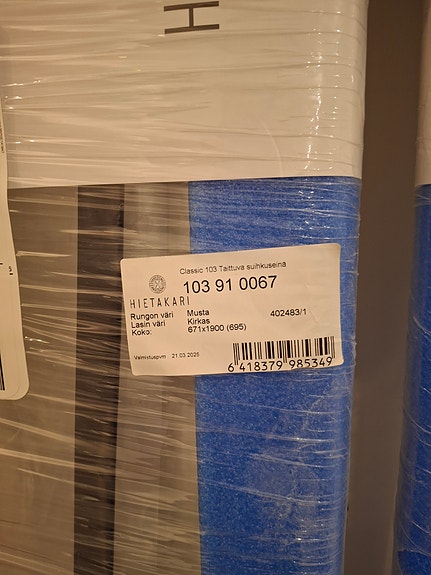 H
Classic 103 Taittuva suihkuseinä
103 91 0067
HIETAKARI
Rungon väri Musta 402483/1
Lasin väri Kirkas
Koko: 671x1900 (695)
Valmistuspvm 21.03.2025
6 418379 985349